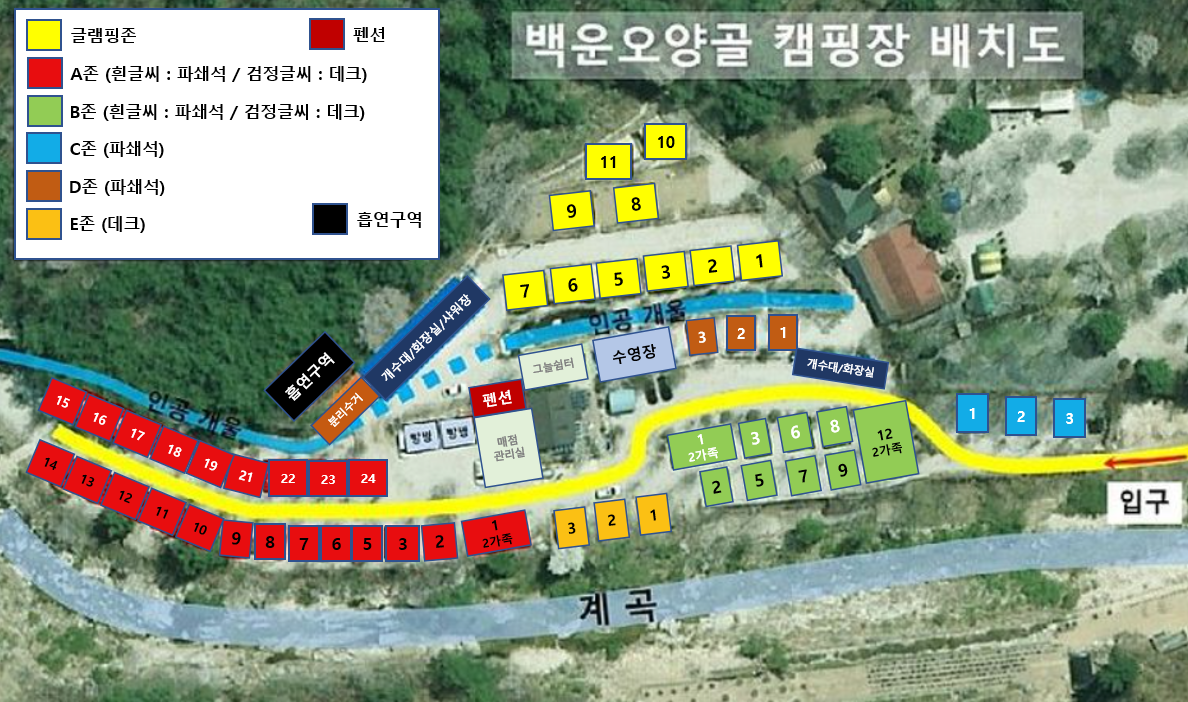 백운오양골 캠핑장 배치도
글램핑존
펜션
A존 (흰글씨 : 파쇄석 / 검정글씨 : 데크)
B존 (흰글씨 : 파쇄석 / 검정글씨 : 데크)
C존 (파쇄석)
D존 (파쇄석)
E존 (데크)
흡연구역
10
11
9
8
7
6
5
3
2
1
인공 개울
3
2
1
개수대/화장실/샤워장
흡연구역
분리수거
그늘쉼터
수영장
개수대/화장실
펜션
방방
방방
매점
관리실
인공 개울
15
16
17
18
19
21
22
23
24
14
13
12
11
10
9
8
7
6
5
3
2
1
2가족
3
2
1
1
2가족
3
6
8
12
2가족
2
5
7
9
1
2
3
입구
계곡